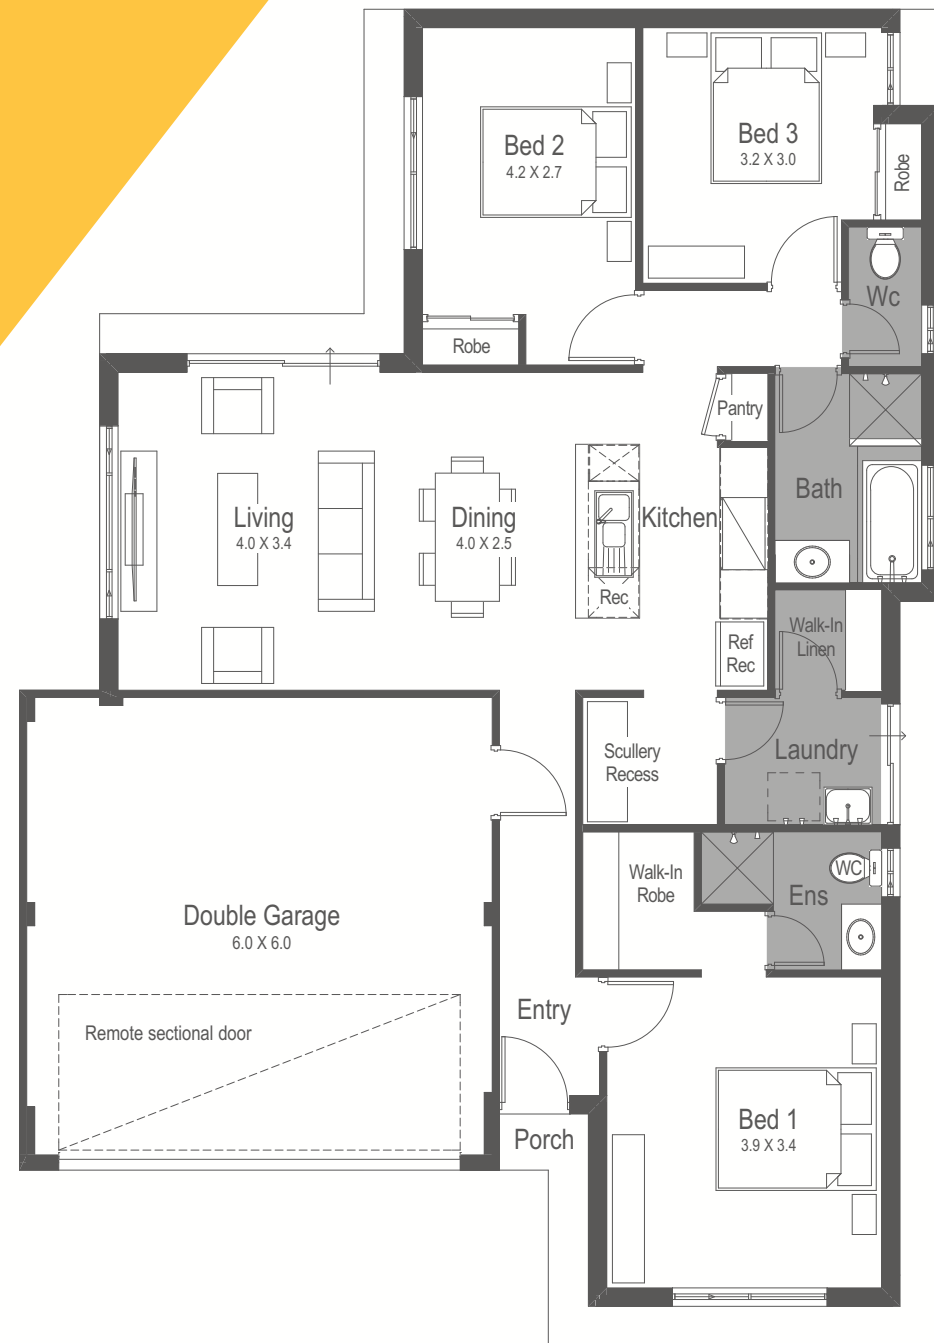 Bed 2
4.2 X 2.7
Bed 3
3.2 X 3.0
Robe
Wc
Robe
Pantry
Living
4.0 X 3.4
Dining
4.0 X 2.5
Kitchen
Bath
Rec
Ref
Rec
Walk-In
Linen
Scullery
Recess
Laundry
Walk-In
Robe
Ens
WC
Double Garage
6.0 X 6.0
Entry
Remote sectional door
Porch
Bed 1
3.9 X 3.4